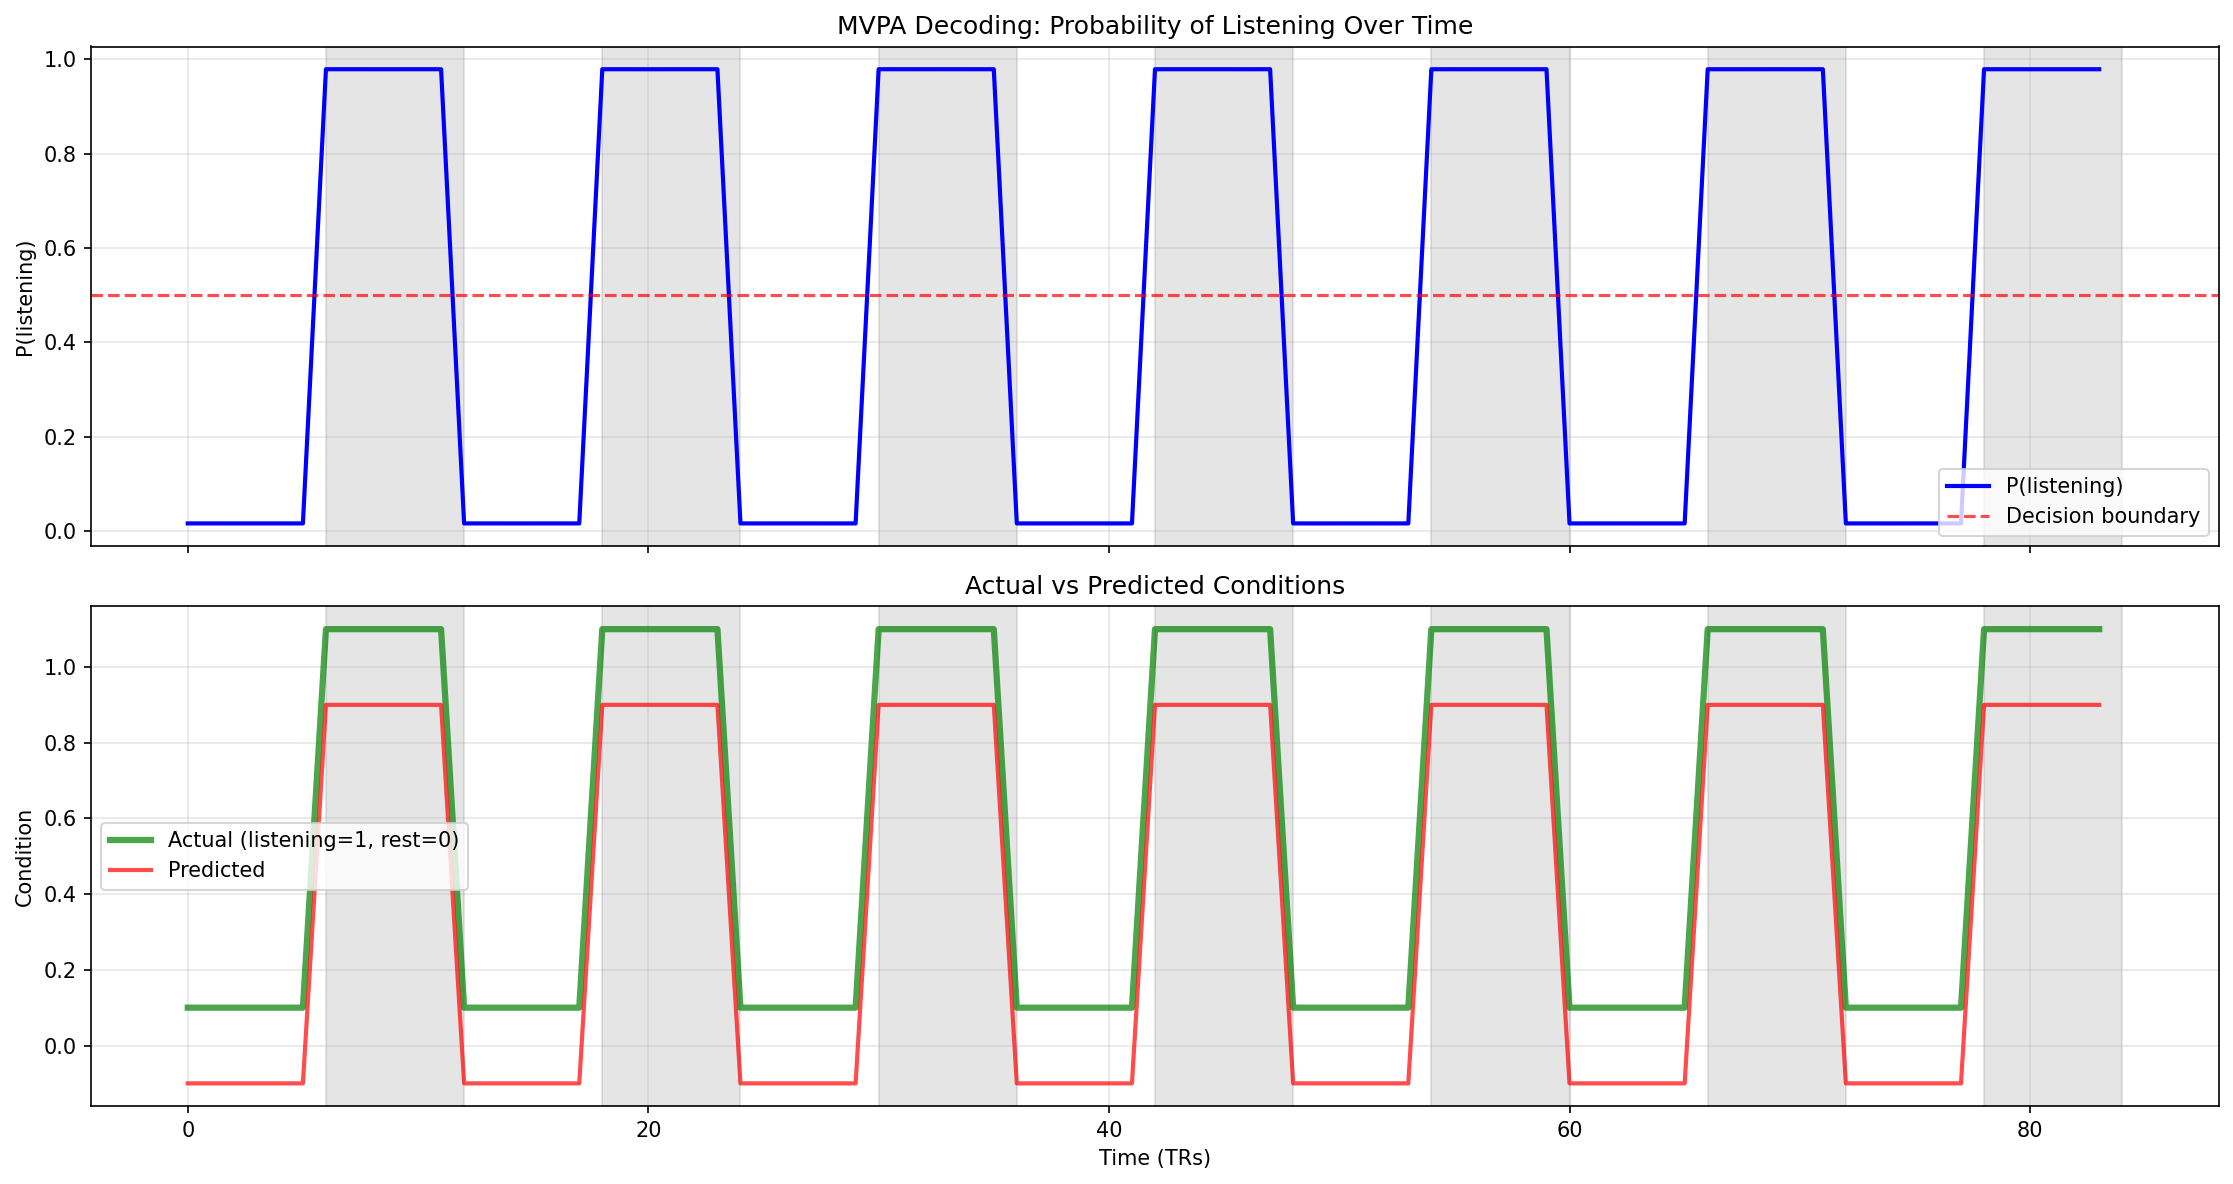 MVPA Decoding: Probability of Listening Over Time
1.0
0.8
0.6
0.4
0.2
0.0
P(listening)
P(listening)
Decision boundary
Actual vs Predicted Conditions
1.0
0.8
0.6
0.4
0.2
0.0
Condition
Actual (listening=1, rest=0)
Predicted
0 20 40 60 80
Time (TRs)